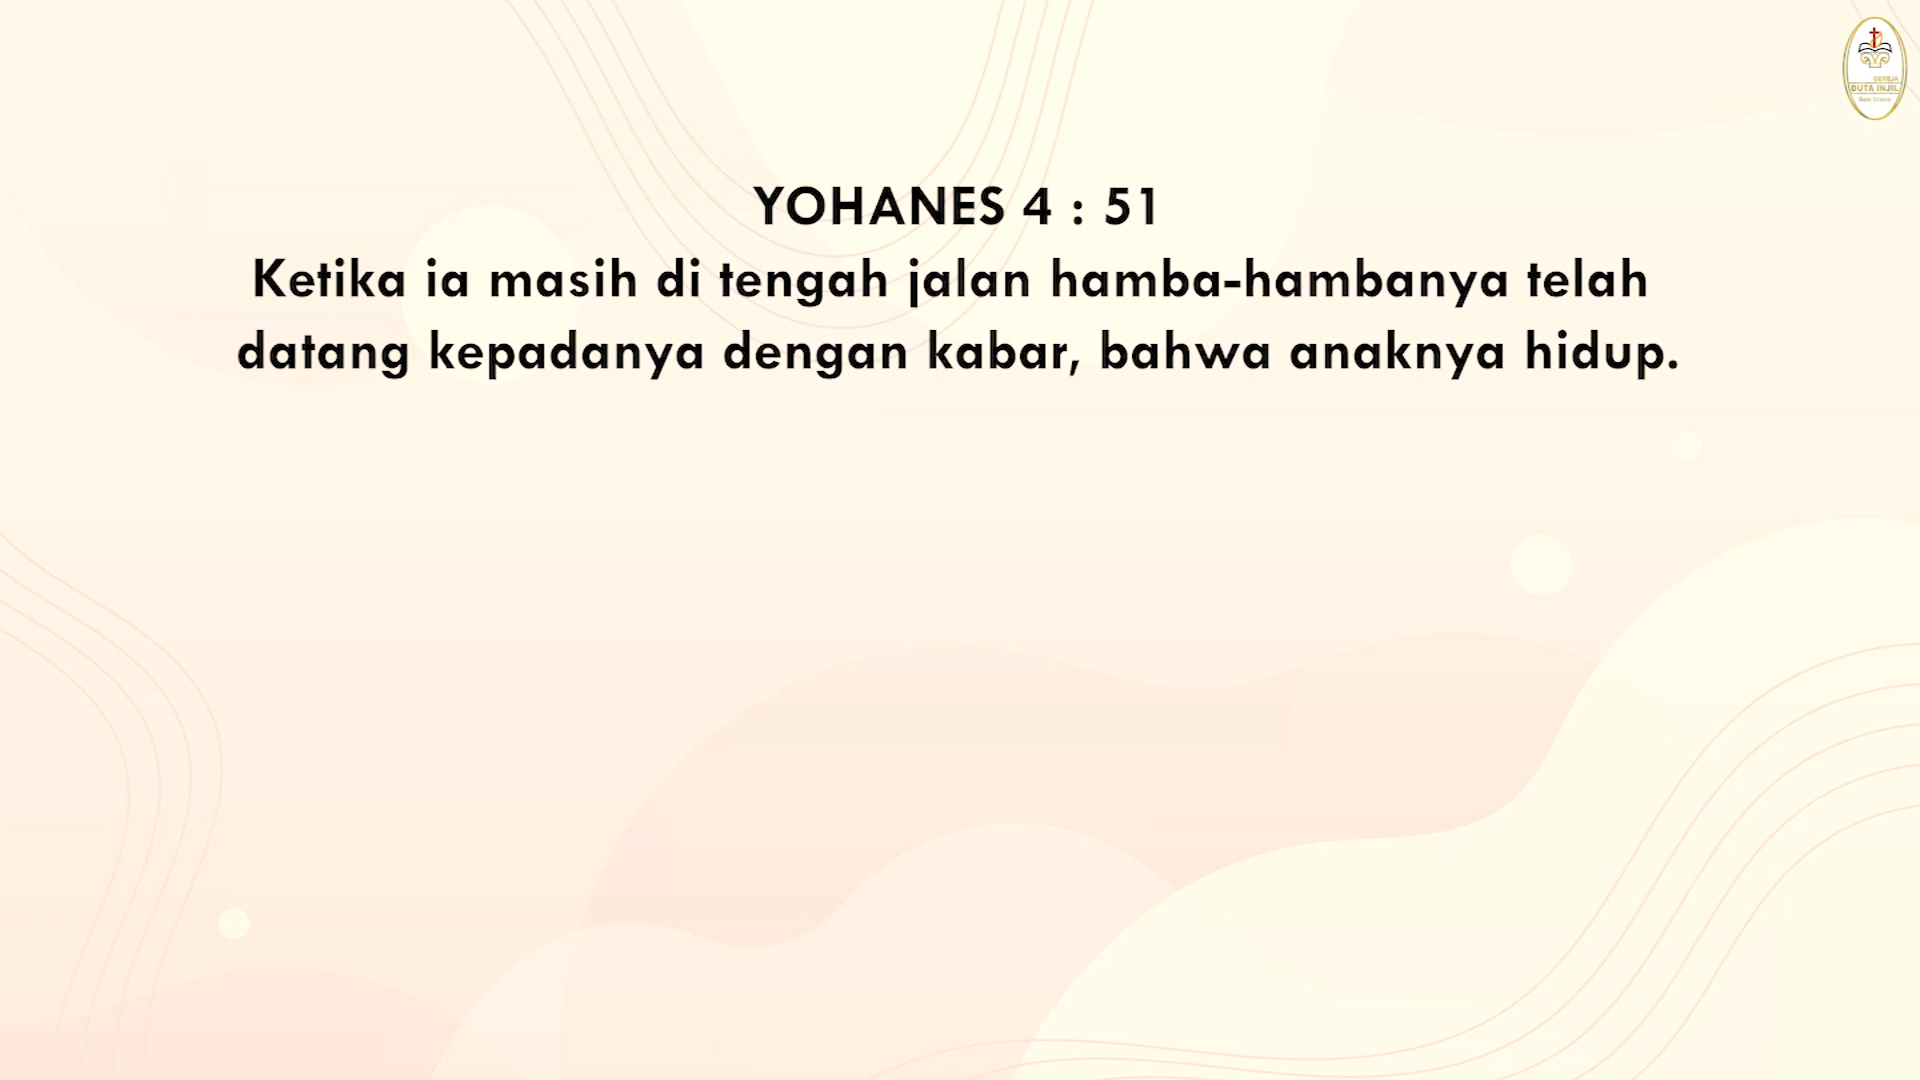 GEREJA
DUTA INJIL
YOHANES 4 : 51
Ketika ia masih di tengah jalan hamba-hambanya telah
datang kepadanya dengan kabar, bahwa anaknya hidup.